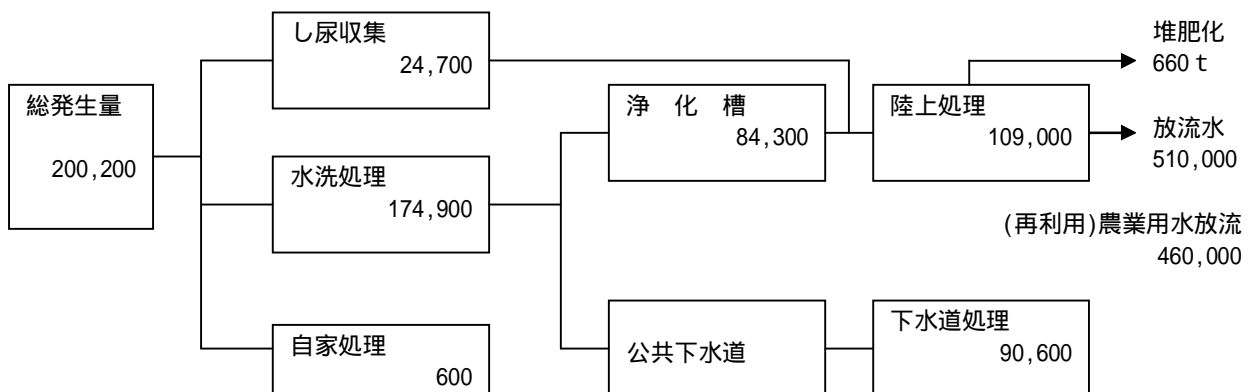 総発生量
200,200
し尿収集
24,700
水洗処理
174,900
自家処理
600
浄 化 槽
84,300
公共下水道
陸上処理
109,000
下水道処理
90,600
堆肥化
660 t
放流水
510,000
(再利用)農業用水放流
460,000